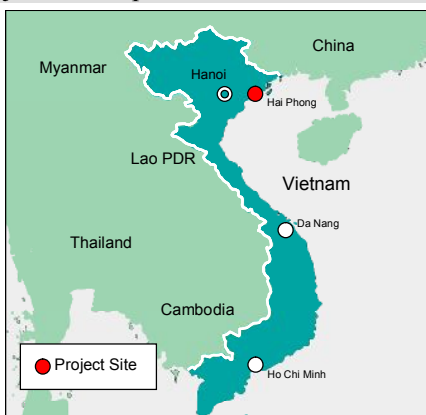 China
Myanmar
Hanoi
Hai Phong
Lao PDR
Vietnam
Da Nang
Thailand
Cambodia
Project Site
Ho Chi Minh